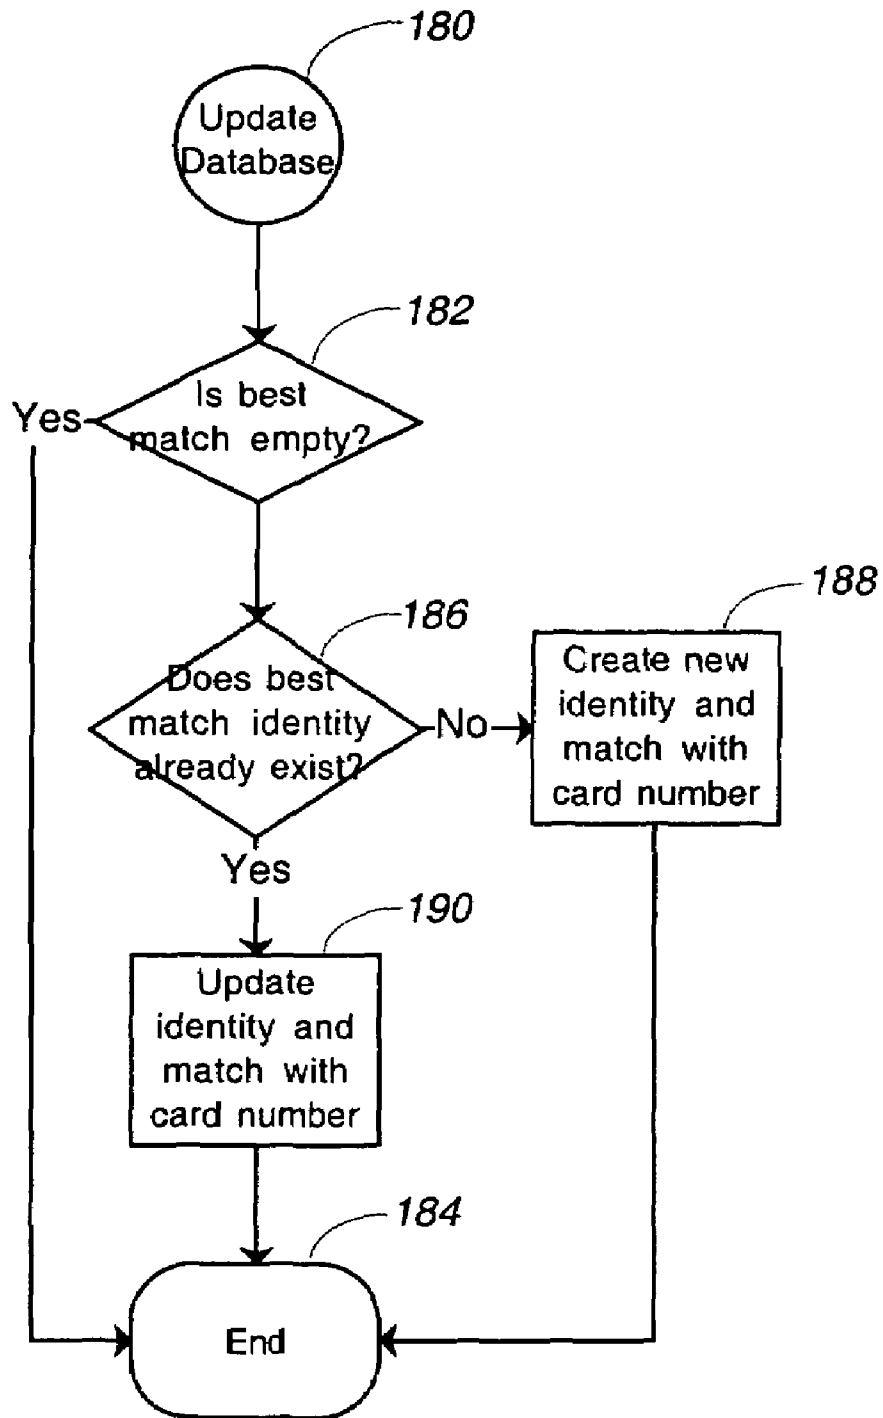 180
Update
Database
182
Is best
match empty?
Yes
186
Does best
match identity
already exist?
No
188
Create new
identity and
match with
card number
Yes
190
Update
identity and
match with
card number
184
End